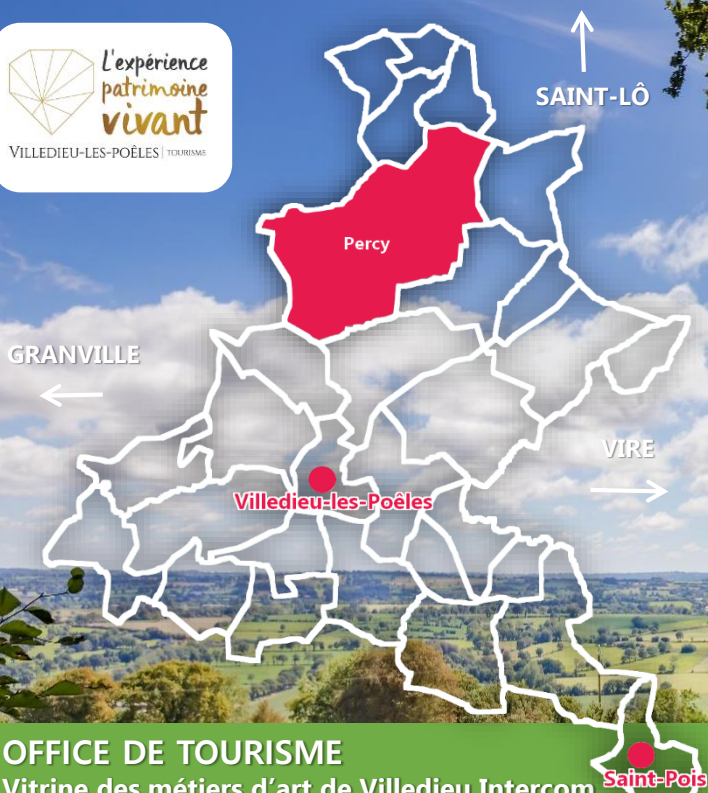 L'expérience
patrimoine
vivant
VILLEDIEU-LES-POÊLES | TOURISME
SAINT-LÔ
Percy
GRANVILLE
VIRE
Villedieu-les-Poêles
OFFICE DE TOURISME
Vitrine des métiers d'art de Villedieu Intercom
Saint-Pois